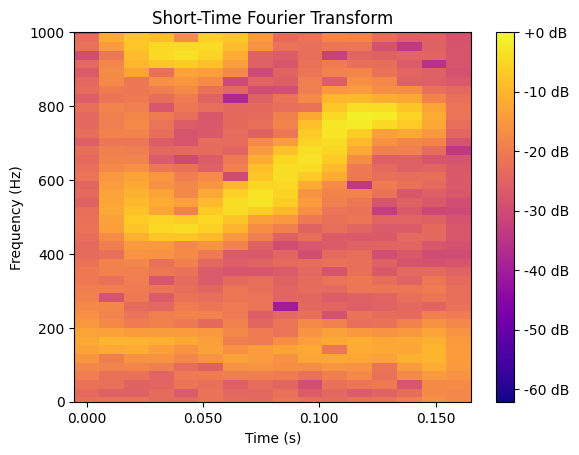 Short-Time Fourier Transform
1000
800
600
400
200
0
Frequency (Hz)
0.000
0.050
0.100
0.150
Time (s)
+0 dB
-10 dB
-20 dB
-30 dB
-40 dB
-50 dB
-60 dB